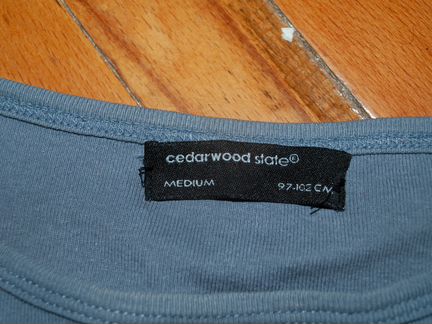 cedarwood state®
MEDIUM 97-102 CM